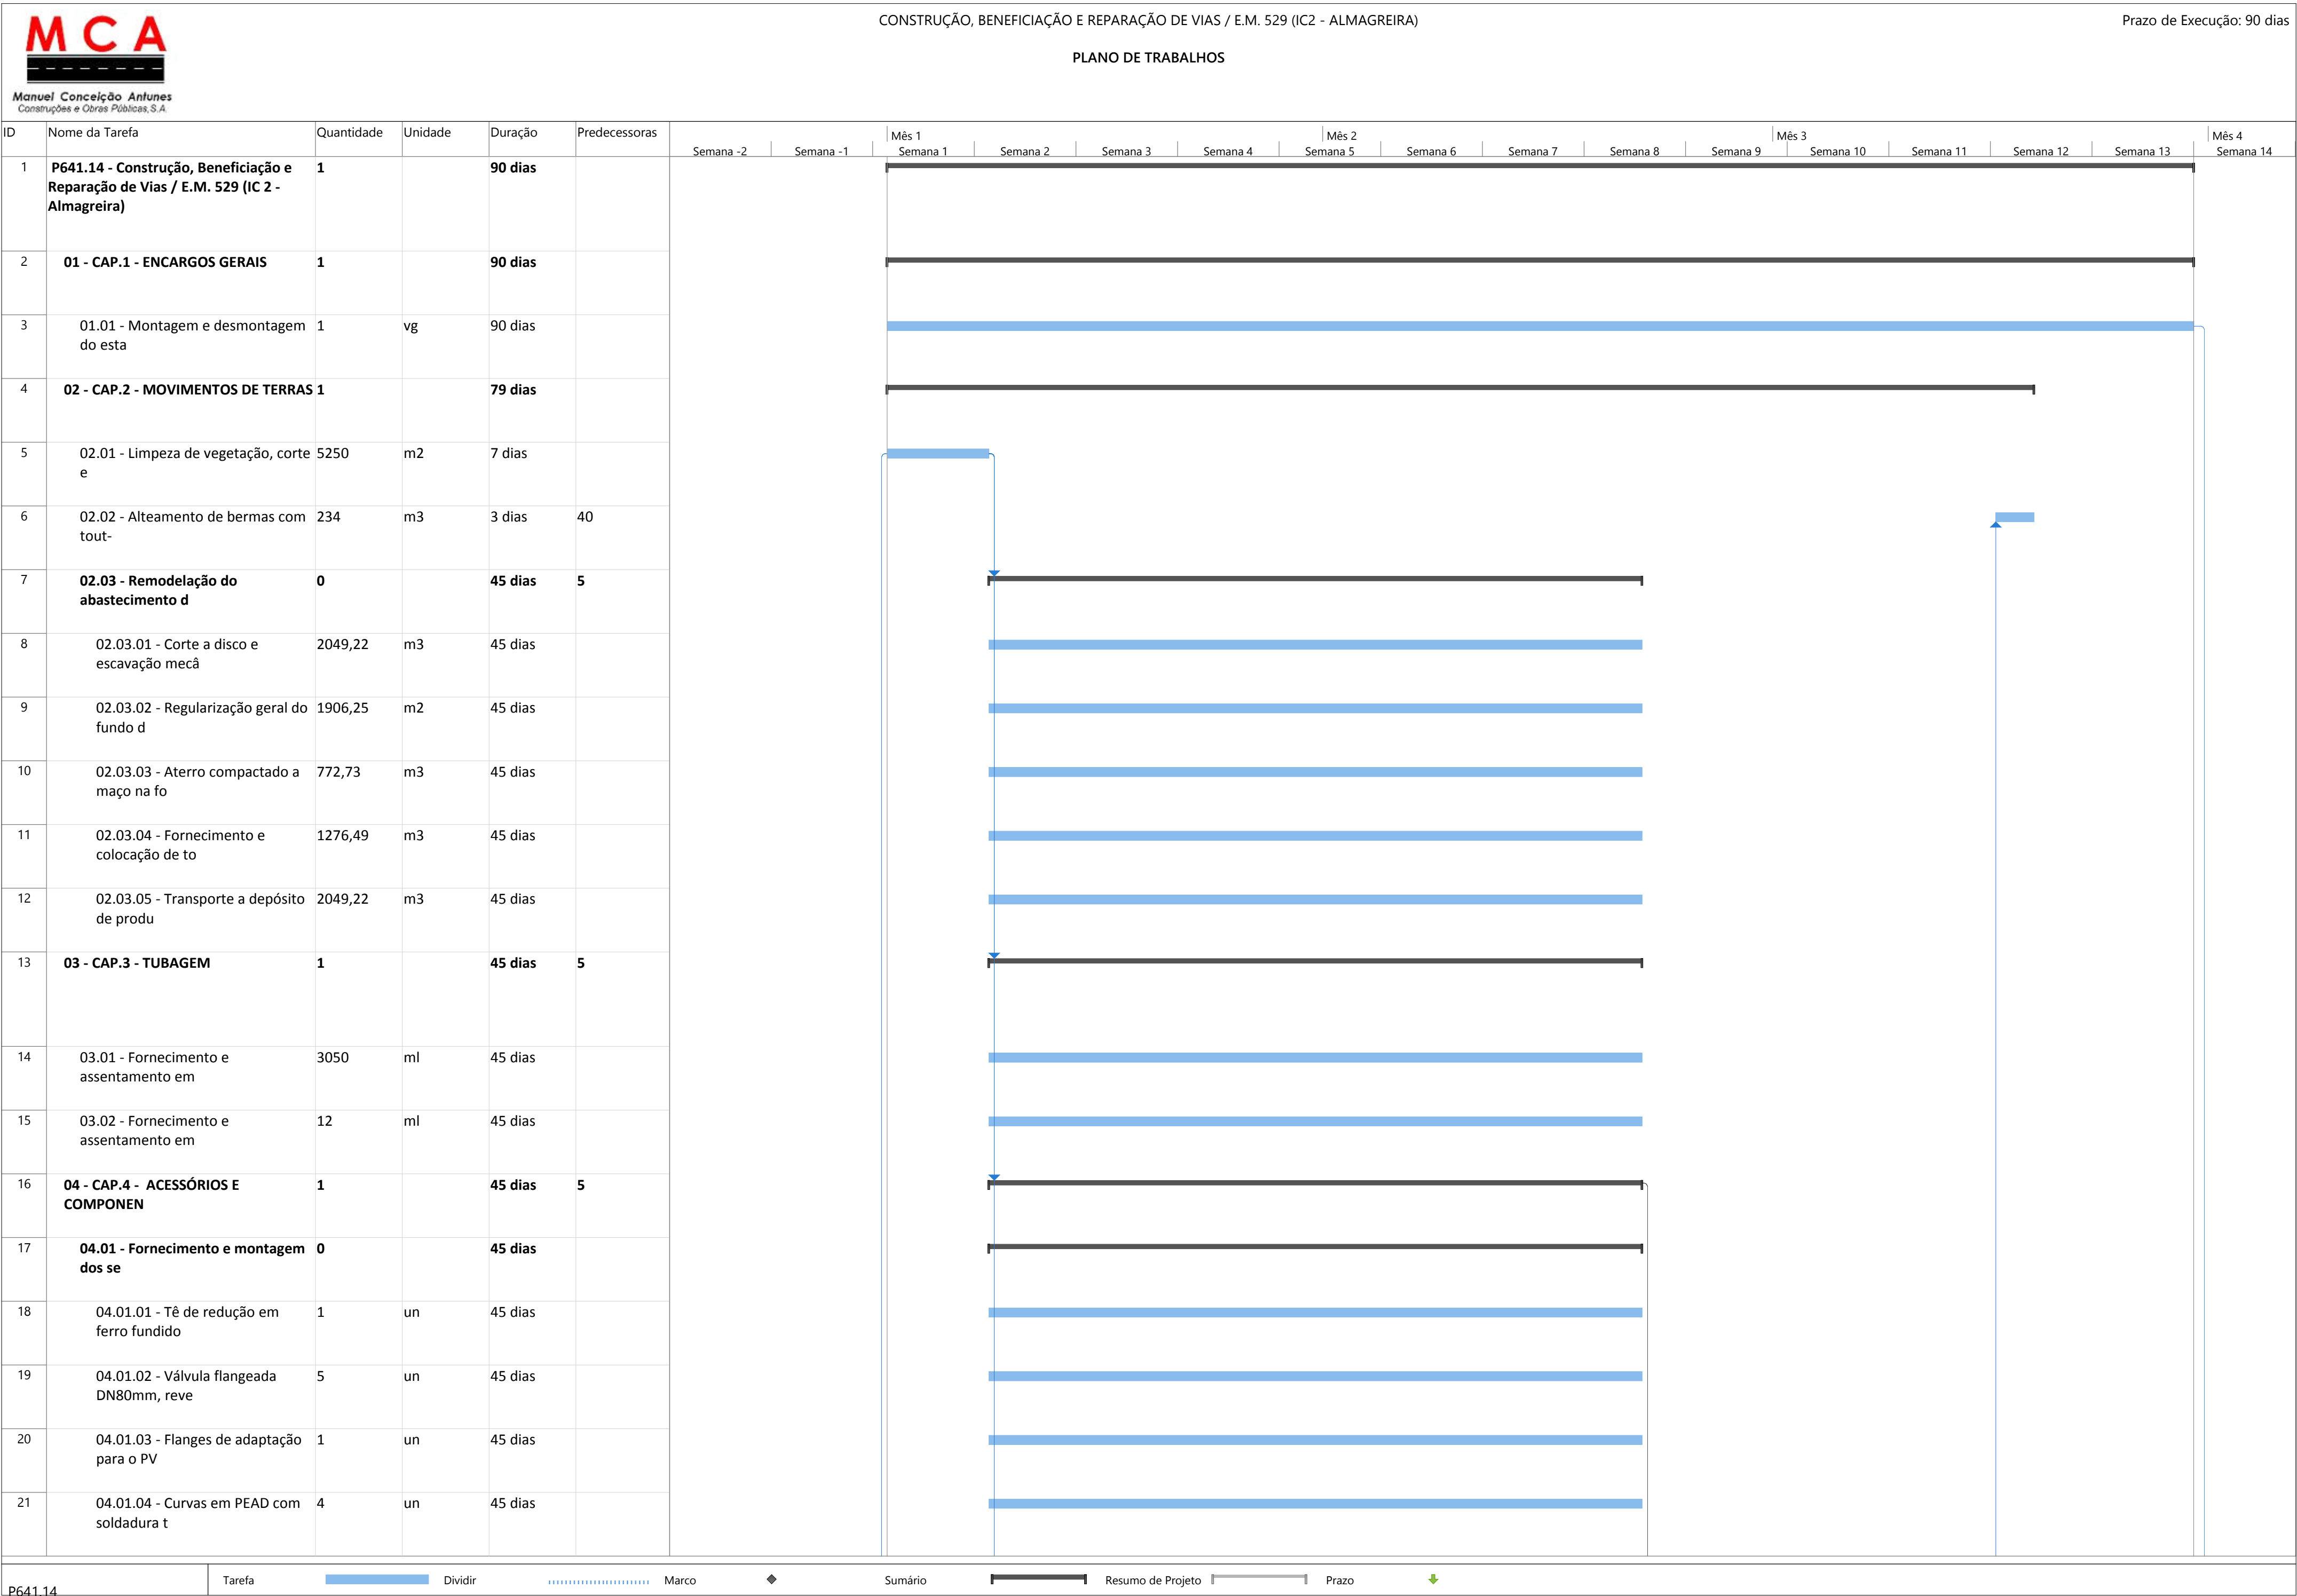 MCA
Manuel Conceição Antunes
Construções e Obras Públicas,S.A.
CONSTRUÇÃO, BENEFICIAÇÃO E REPARAÇÃO DE VIAS / E.M. 529 (IC2 - ALMAGREIRA)
PLANO DE TRABALHOS
Prazo de Execução: 90 dias
ID Nome da Tarefa Quantidade Unidade Duração Predecessoras
Mês 1 Mês 2 Mês 3 Mês 4
Semana -2 Semana -1 Semana 1 Semana 2 Semana 3 Semana 4 Semana 5 Semana 6 Semana 7 Semana 8 Semana 9 Semana 10 Semana 11 Semana 12 Semana 13 Semana 14
1 P641.14 - Construção, Beneficiação e 1 90 dias
Reparação de Vias / E.M. 529 (IC 2 -
Almagreira)
2 01 - CAP.1 - ENCARGOS GERAIS 1 90 dias
3 01.01 - Montagem e desmontagem 1 vg 90 dias
do esta
4 02 - CAP.2 - MOVIMENTOS DE TERRAS 1 79 dias
5 02.01 - Limpeza de vegetação, corte 5250 m2 7 dias
e
6 02.02 - Alteamento de bermas com 234 m3 3 dias 40
tout-
7 02.03 - Remodelação do 0 45 dias 5
abastecimento d
8 02.03.01 - Corte a disco e 2049,22 m3 45 dias
escavação mecâ
9 02.03.02 - Regularização geral do 1906,25 m2 45 dias
fundo d
10 02.03.03 - Aterro compactado a 772,73 m3 45 dias
maço na fo
11 02.03.04 - Fornecimento e 1276,49 m3 45 dias
colocação de to
12 02.03.05 - Transporte a depósito 2049,22 m3 45 dias
de produ
13 03 - CAP.3 - TUBAGEM 1 45 dias 5
14 03.01 - Fornecimento e 3050 ml 45 dias
assentamento em
15 03.02 - Fornecimento e 12 ml 45 dias
assentamento em
16 04 - CAP.4 - ACESSÓRIOS E 1 45 dias 5
COMPONEN
17 04.01 - Fornecimento e montagem 0 45 dias
dos se
18 04.01.01 - Tê de redução em 1 un 45 dias
ferro fundido
19 04.01.02 - Válvula flangeada 5 un 45 dias
DN80mm, reve
20 04.01.03 - Flanges de adaptação 1 un 45 dias
para o PV
21 04.01.04 - Curvas em PEAD com 4 un 45 dias
soldadura t
P641.14
Tarefa Dividir Marco Sumário Resumo de Projeto Prazo